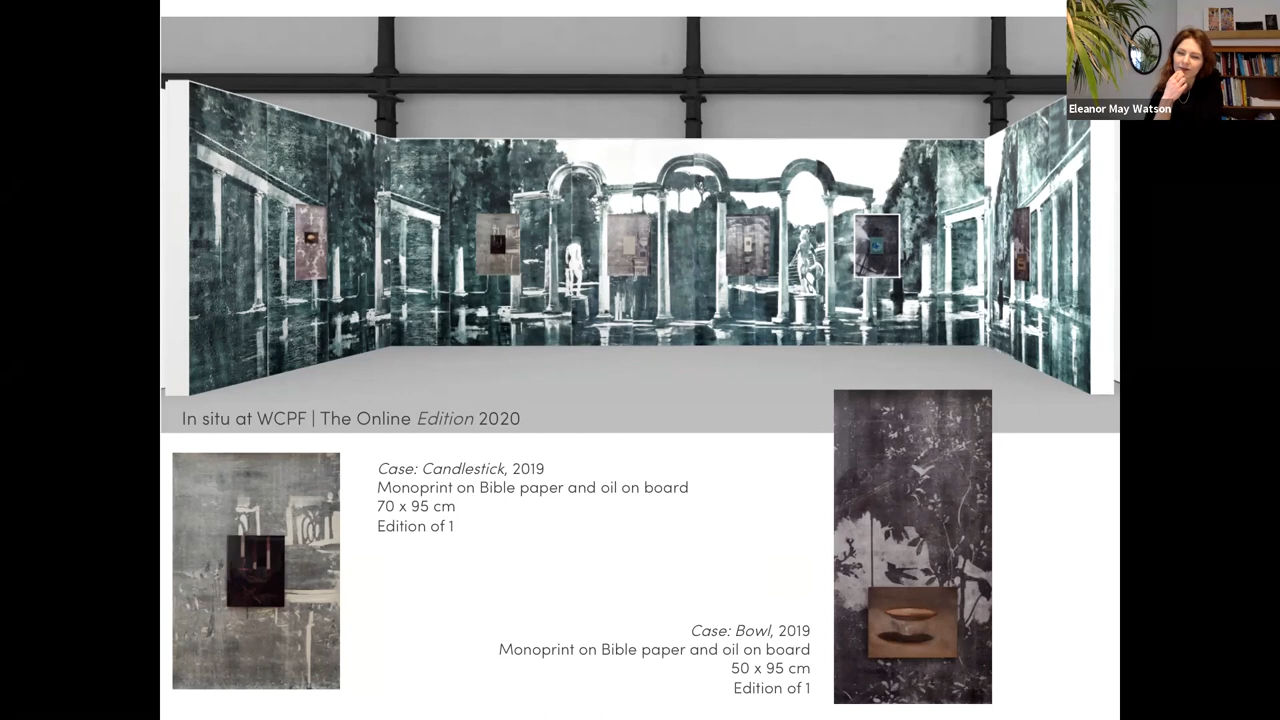 Eleanor May Watson
In situ at WCPF | The Online Edition 2020
Case: Candlestick, 2019
Monoprint on Bible paper and oil on board
70 x 95 cm
Edition of 1
Case: Bowl, 2019
Monoprint on Bible paper and oil on board
50 x 95 cm
Edition of 1